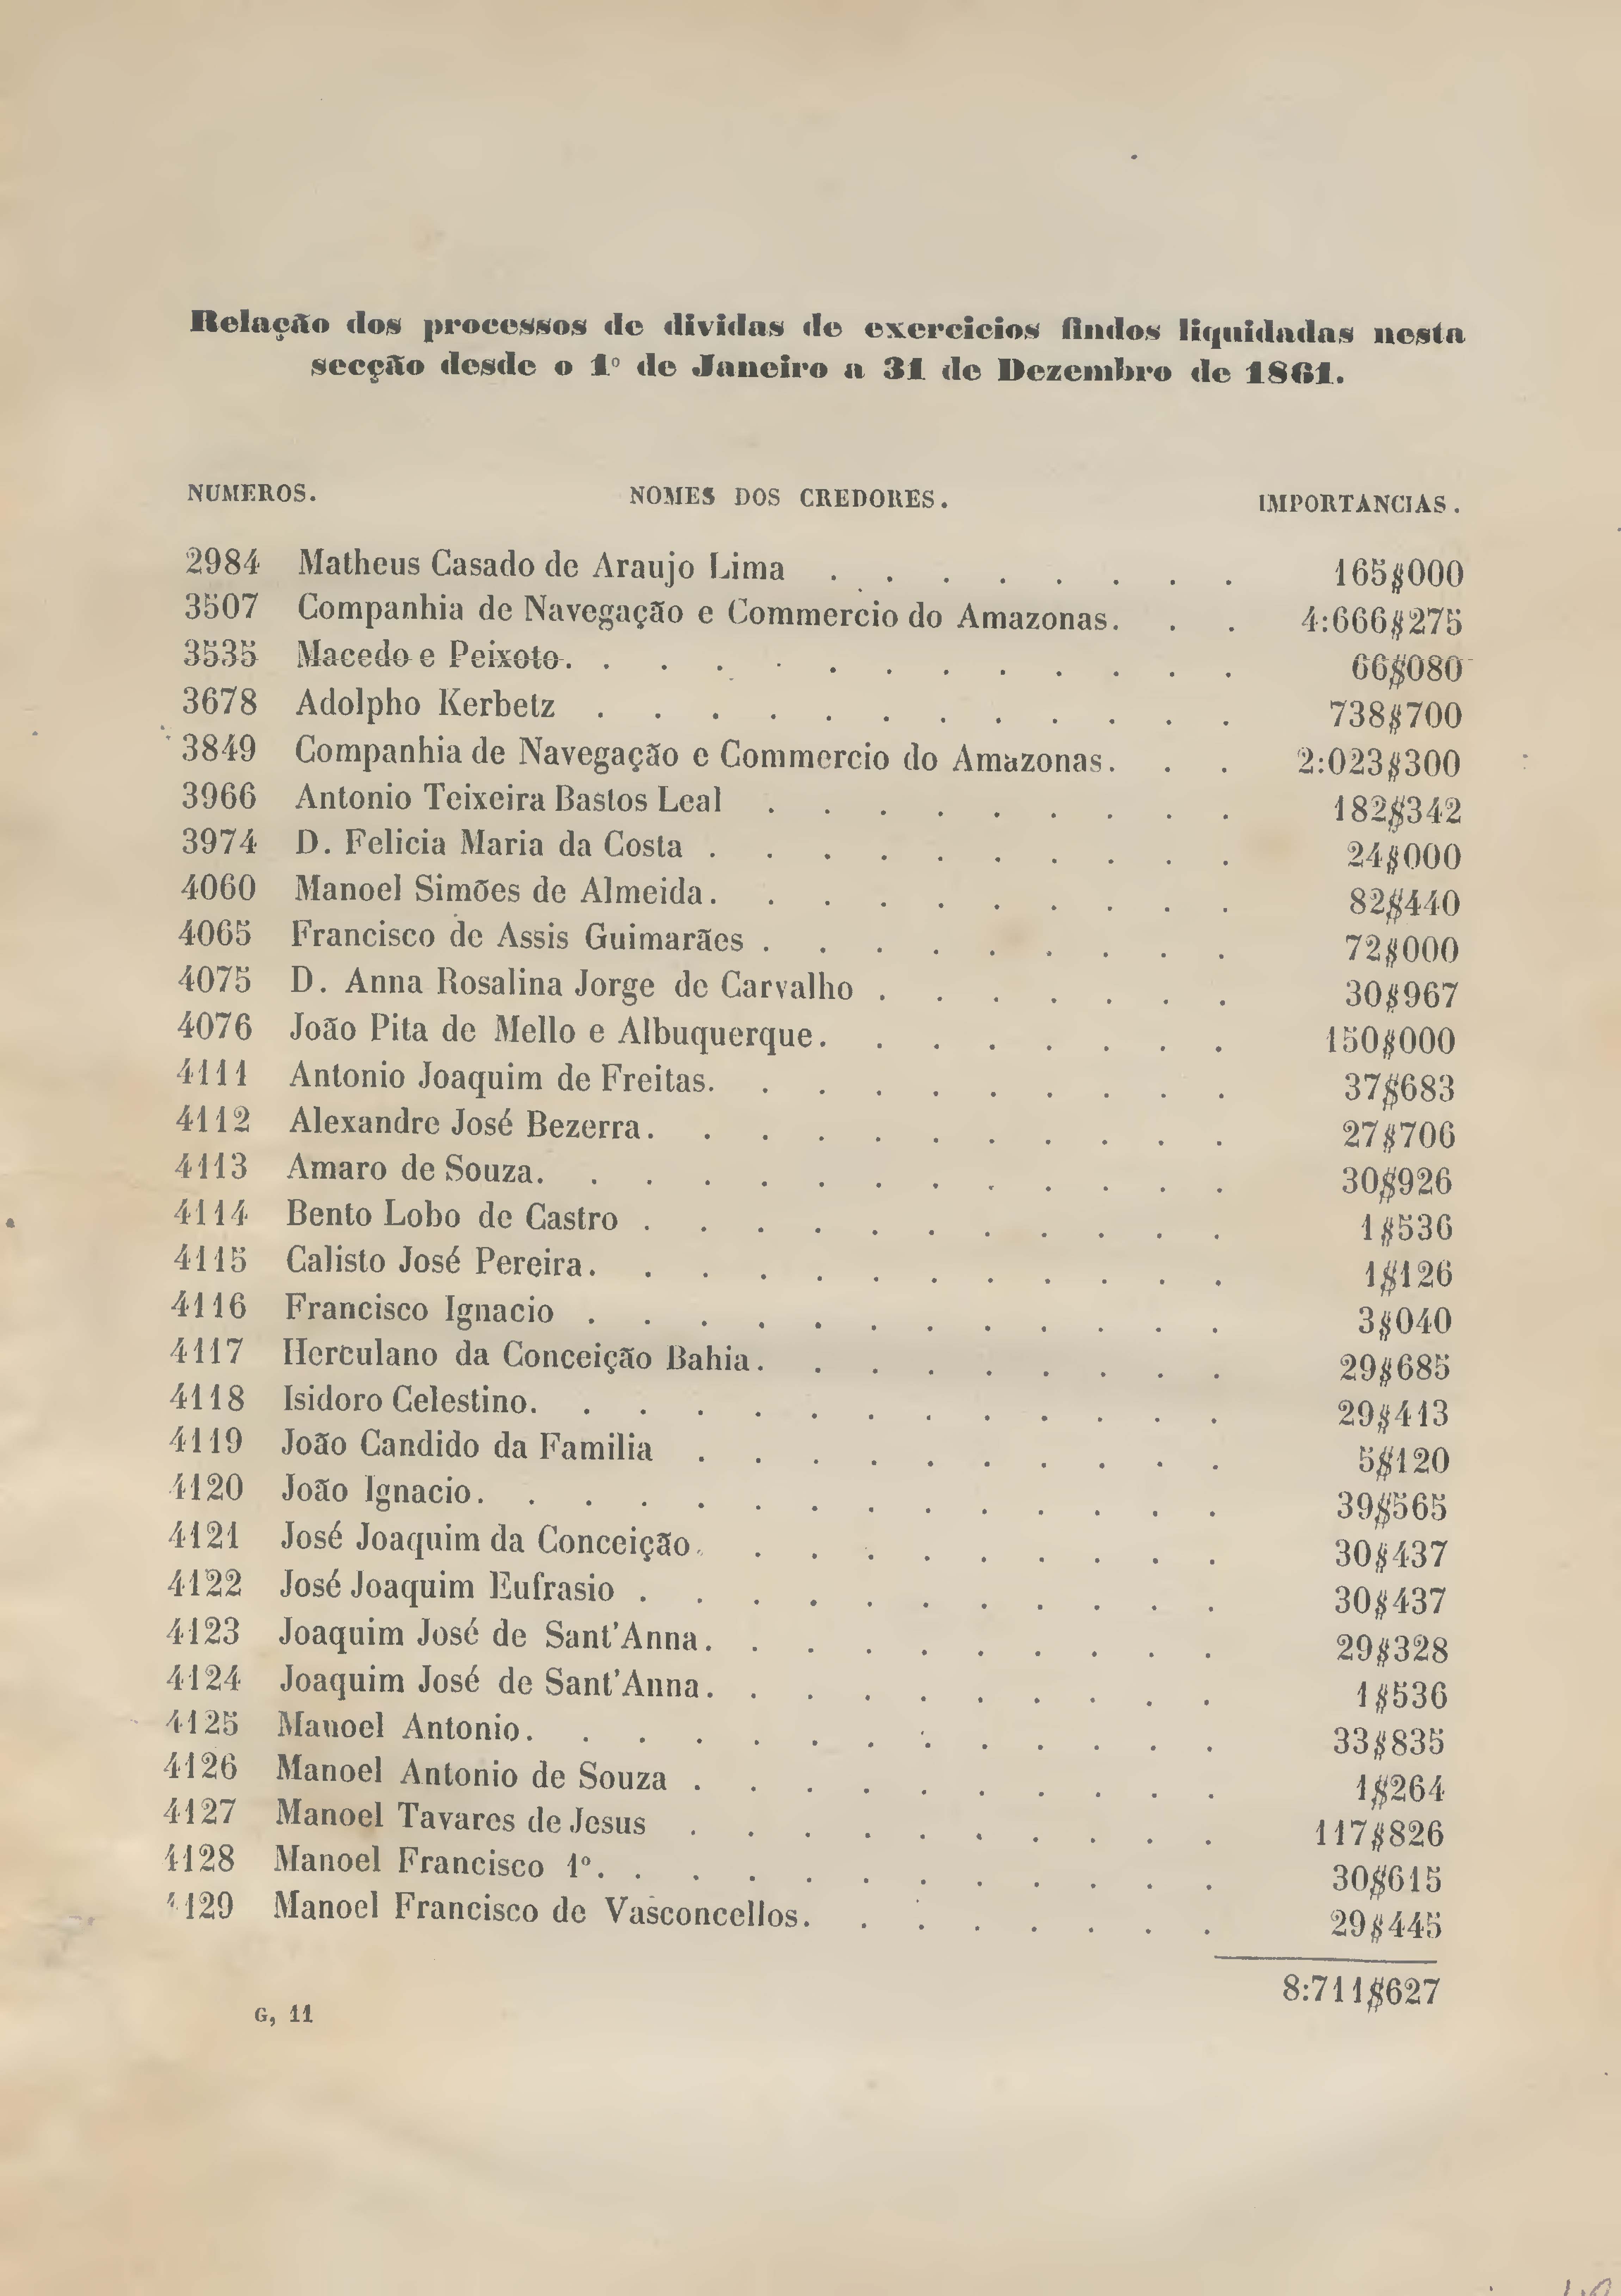 Relação dos processos de dividas de exercicios findos liquidadas nesta
secção desde o 1º de Janeiro a 31 de Dezembro de 1861.
NUMEROS. NOMES DOS CREDORES. IMPORTANCIAS.
2984 Matheus Casado de Araujo Lima . . . . . . . . 165$000
3507 Companhia de Navegação e Commercio do Amazonas. . . 4:666$275
3535 Macedo e Peixoto. . . . . . . . . . . . 66$080
3678 Adolpho Kerbetz . . . . . . . . . . . . 738$700
3849 Companhia de Navegação e Commercio do Amazonas. . . 2:023$300
3966 Antonio Teixeira Bastos Leal . . . . . . . . . 182$342
3974 D. Felicia Maria da Costa . . . . . . . . . . 24$000
4060 Manoel Simões de Almeida. . . . . . . . . . 82$440
4065 Francisco de Assis Guimarães . . . . . . . . . 72$000
4075 D. Anna Rosalina Jorge de Carvalho . . . . . . . 30$967
4076 João Pita de Mello e Albuquerque. . . . . . . . 150$000
4111 Antonio Joaquim de Freitas. . . . . . . . . . 37$683
4112 Alexandre José Bezerra. . . . . . . . . . . 27$706
4113 Amaro de Souza. . . . . . . . . . . . . 30$926
4114 Bento Lobo de Castro . . . . . . . . . . . 1$536
4115 Calisto José Pereira. . . . . . . . . . . . 1$126
4116 Francisco Ignacio . . . . . . . . . . . . 3$040
4117 Herculano da Conceição Bahia. . . . . . . . . 29$685
4118 Isidoro Celestino. . . . . . . . . . . . . 29$413
4119 João Candido da Familia . . . . . . . . . . 5$120
4120 João Ignacio. . . . . . . . . . . . . . 39$565
4121 José Joaquim da Conceição. . . . . . . . . . 30$437
4122 José Joaquim Eufrasio . . . . . . . . . . . 30$437
4123 Joaquim José de Sant'Anna. . . . . . . . . . 29$328
4124 Joaquim José de Sant'Anna. . . . . . . . . . 1$536
4125 Manoel Antonio. . . . . . . . . . . . . 33$835
4126 Manoel Antonio de Souza . . . . . . . . . . 1$264
4127 Manoel Tavares de Jesus . . . . . . . . . . 117$826
4128 Manoel Francisco 1º. . . . . . . . . . . . 30$615
4129 Manoel Francisco de Vasconcellos. . . . . . . . 29$445
8:711$627
G, 11